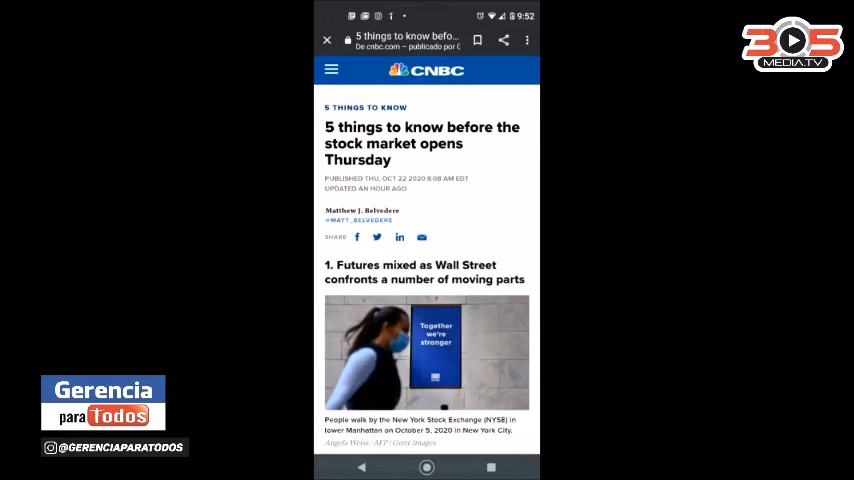 9:52
5 things to know befo...
De cnbc.com – publicado por G
CNBC
5 THINGS TO KNOW
5 things to know before the
stock market opens
Thursday
PUBLISHED THU, OCT 22 2020 8:08 AM EDT
UPDATED AN HOUR AGO
Matthew J. Belvedere
@MATT_BELVEDERE
SHARE
1. Futures mixed as Wall Street
confronts a number of moving parts
Together
we're
stronger
People walk by the New York Stock Exchange (NYSE) in
lower Manhattan on October 5, 2020 in New York City.
Angela Weiss | AFP | Getty Images
305
MEDIA.TV
Gerencia
para Todos
@GERENCIAPARATODOS